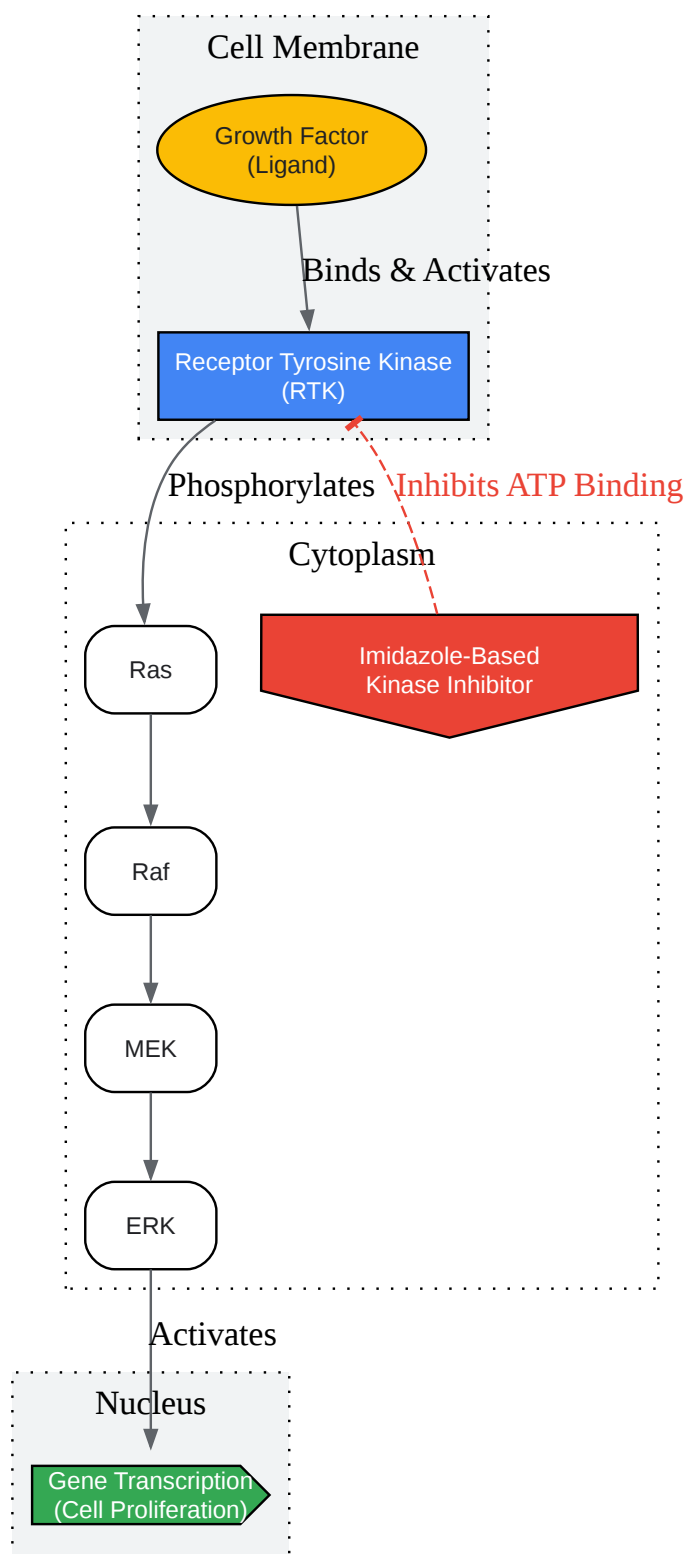 Cell Membrane
Growth Factor
(Ligand)
Binds & Activates
Receptor Tyrosine Kinase
(RTK)
Phosphorylates
Inhibits ATP Binding
Cytoplasm
Ras
Imidazole-Based
Kinase Inhibitor
Raf
MEK
ERK
Activates
Nucleus
Gene Transcription
(Cell Proliferation)